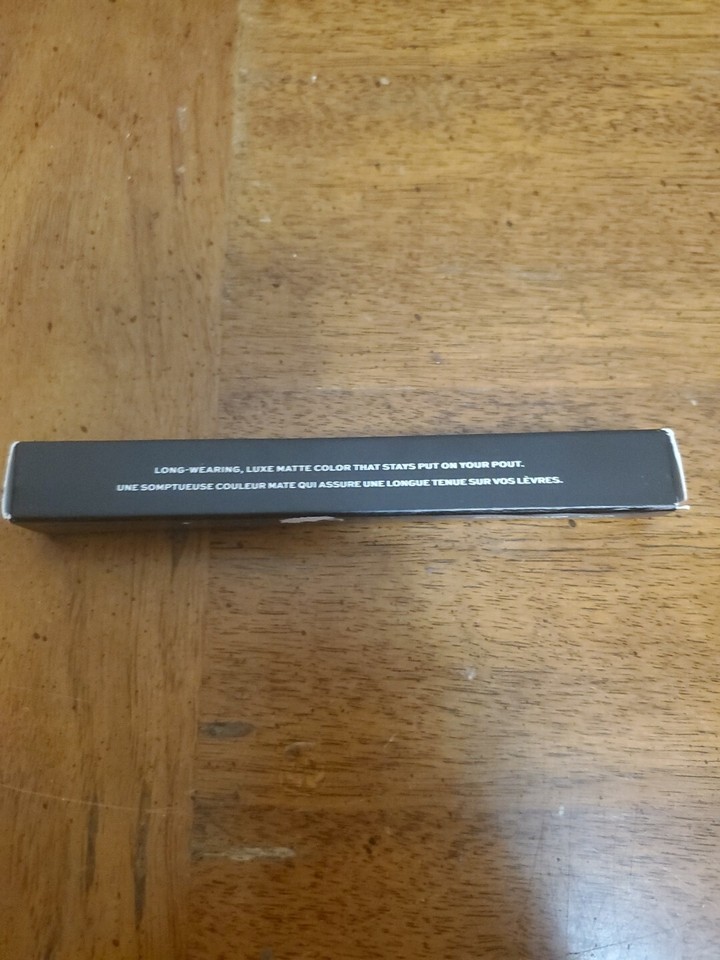 LONG-WEARING, LUXE MATTE COLOR THAT STAYS PUT ON YOUR POUT.
UNE SOMPTUEUSE COULEUR MATE QUI ASSURE UNE LONGUE TENUE SUR VOS LÈVRES.